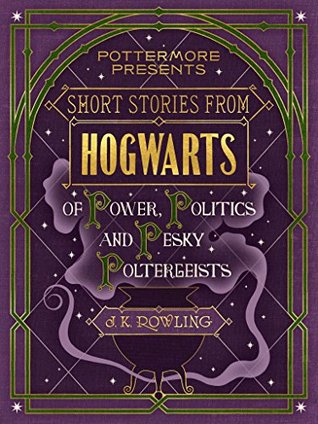 POTTERMORE
PRESENTS
SHORT STORIES FROM
HOGWARTS
OF POWER, POLITICS
AND PESKY
POLTERGEISTS
J.K. ROWLING